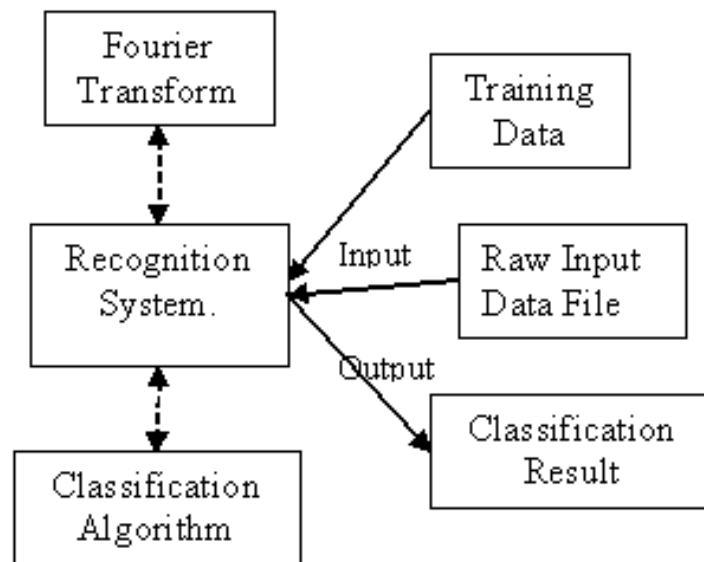 Fourier
Transform
Training
Data
Recognition
System.
Input
Raw Input
Data File
Output
Classification
Result
Classification
Algorithm